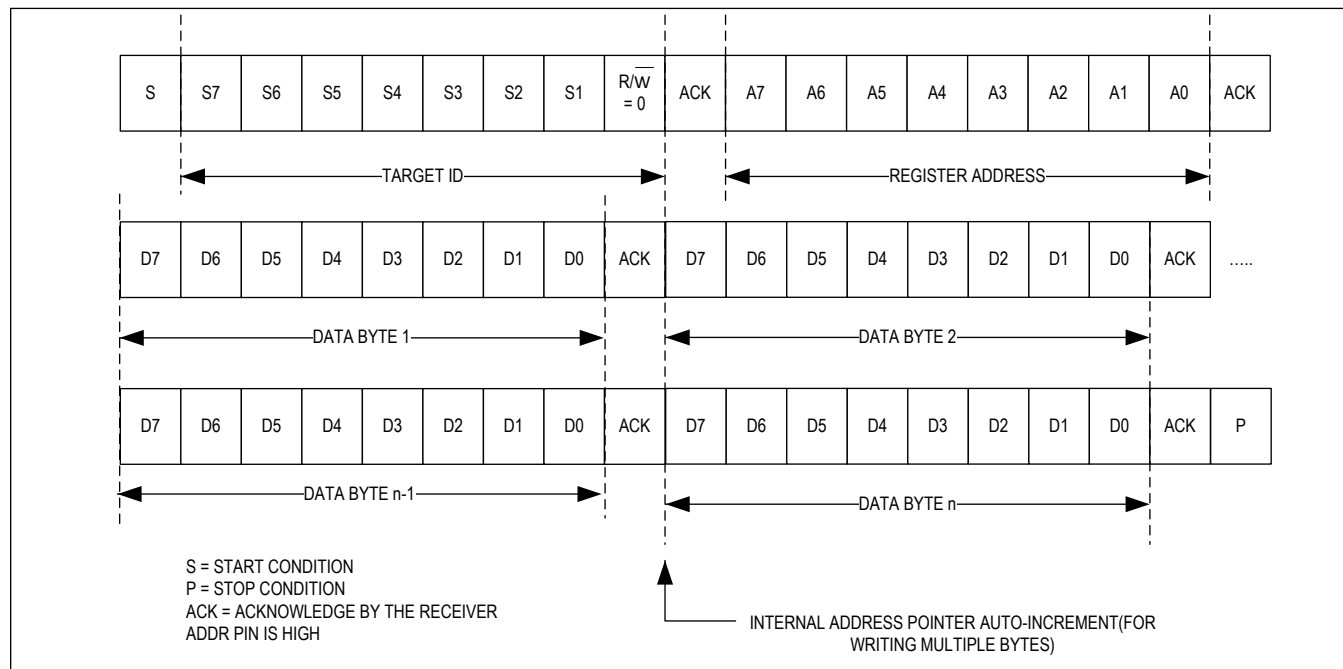 S S7 S6 S5 S4 S3 S2 S1 R/W̅ = 0 ACK A7 A6 A5 A4 A3 A2 A1 A0 ACK
TARGET ID REGISTER ADDRESS
D7 D6 D5 D4 D3 D2 D1 D0 ACK D7 D6 D5 D4 D3 D2 D1 D0 ACK .....
DATA BYTE 1 DATA BYTE 2
D7 D6 D5 D4 D3 D2 D1 D0 ACK D7 D6 D5 D4 D3 D2 D1 D0 ACK P
DATA BYTE n-1 DATA BYTE n
S = START CONDITION
P = STOP CONDITION
ACK = ACKNOWLEDGE BY THE RECEIVER
ADDR PIN IS HIGH
INTERNAL ADDRESS POINTER AUTO-INCREMENT(FOR
WRITING MULTIPLE BYTES)